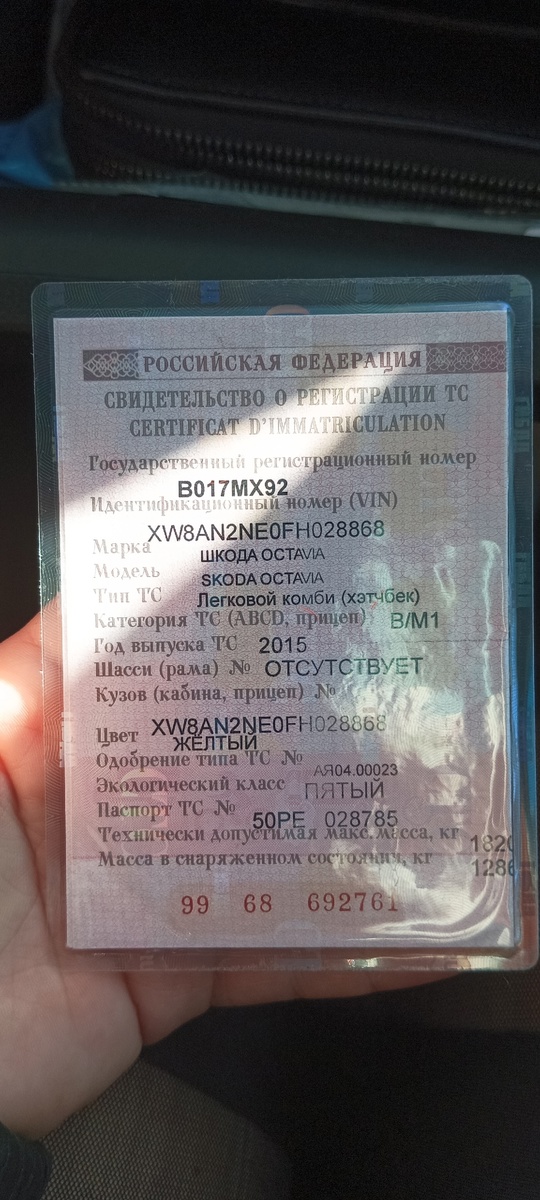 РОССИЙСКАЯ ФЕДЕРАЦИЯ
СВИДЕТЕЛЬСТВО О РЕГИСТРАЦИИ ТС
CERTIFICAT D'IMMATRICULATION
Государственный регистрационный номер
В017МХ92
Идентификационный номер (VIN)
XW8AN2NE0FH028868
Марка ШКОДА OCTAVIA
Модель SKODA OCTAVIA
Тип ТС Легковой комби (хэтчбек)
Категория ТС (ABCD, прицеп) B/M1
Год выпуска ТС 2015
Шасси (рама) № ОТСУТСТВУЕТ
Кузов (кабина, прицеп) №
XW8AN2NE0FH028868
Цвет ЖЁЛТЫЙ
Одобрение типа ТС № АЯ04.00023
Экологический класс ПЯТЫЙ
Паспорт ТС № 50РЕ 028785
Технически допустимая макс. масса, кг 1820
Масса в снаряженном состоянии, кг 1286
99 68 692761